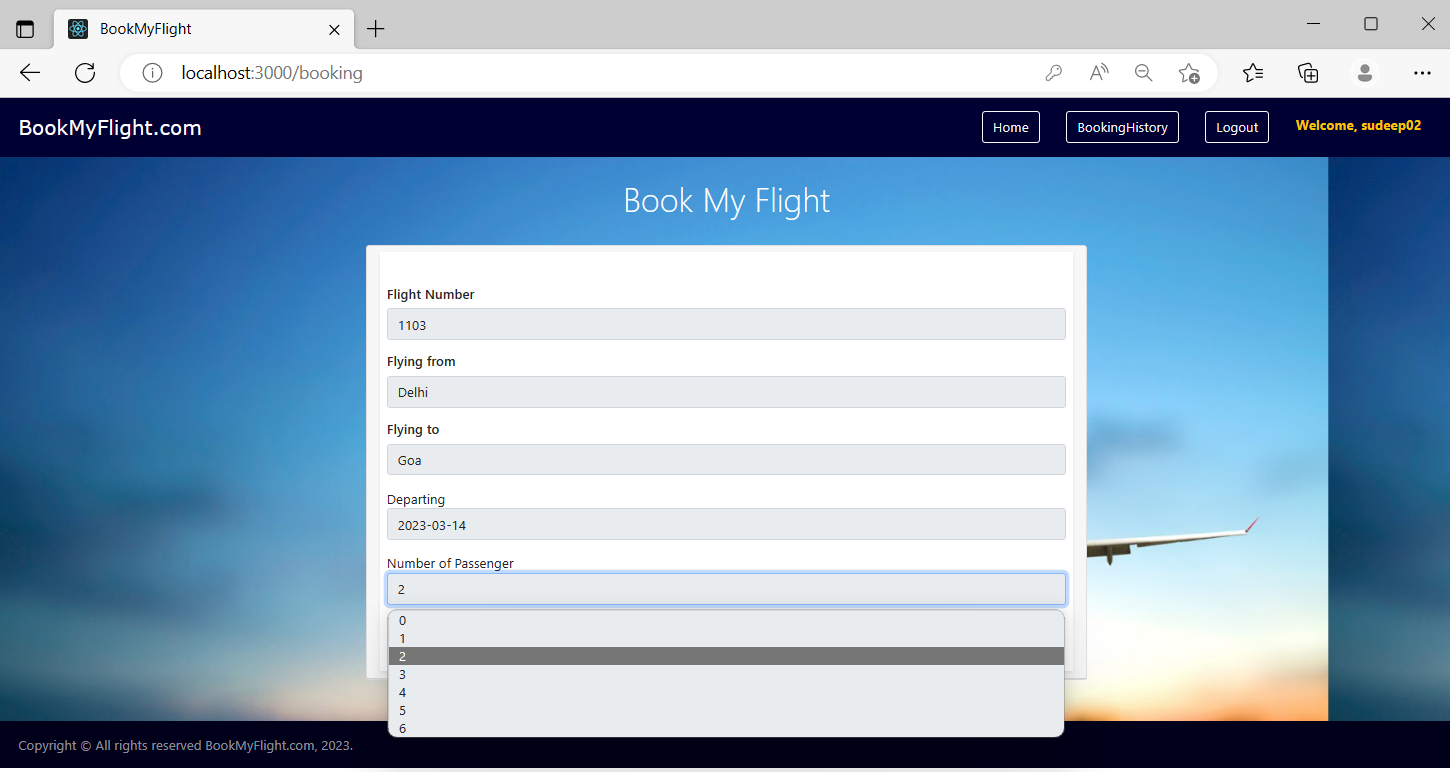 BookMyFlight
localhost:3000/booking
BookMyFlight.com
Home BookingHistory Logout Welcome, sudeep02
Book My Flight
Flight Number
1103
Flying from
Delhi
Flying to
Goa
Departing
2023-03-14
Number of Passenger
2
0
1
2
3
4
5
6
Copyright © All rights reserved BookMyFlight.com, 2023.